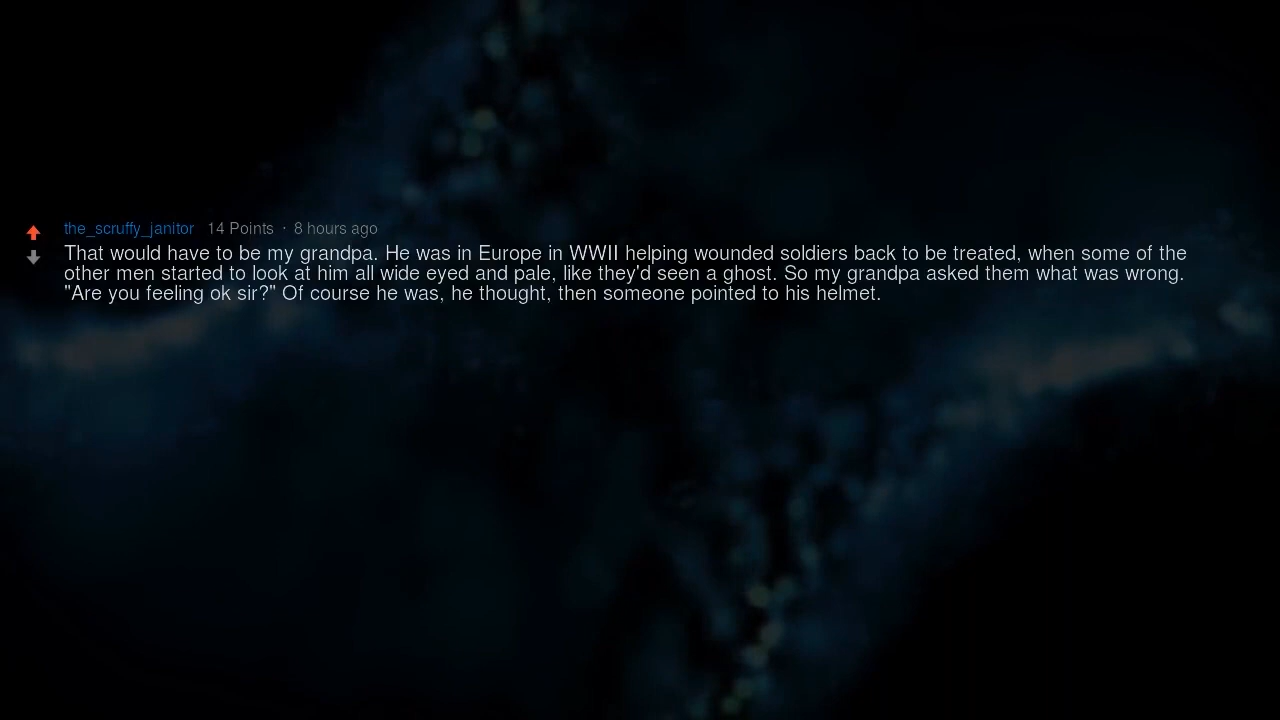 the_scruffy_janitor 14 Points · 8 hours ago
That would have to be my grandpa. He was in Europe in WWII helping wounded soldiers back to be treated, when some of the
other men started to look at him all wide eyed and pale, like they'd seen a ghost. So my grandpa asked them what was wrong.
"Are you feeling ok sir?" Of course he was, he thought, then someone pointed to his helmet.